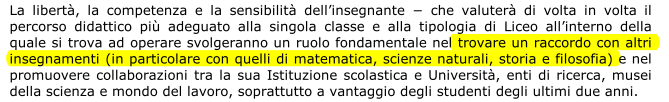 La libertà, la competenza e la sensibilità dell'insegnante − che valuterà di volta in volta il
percorso didattico più adeguato alla singola classe e alla tipologia di Liceo all'interno della
quale si trova ad operare svolgeranno un ruolo fondamentale nel trovare un raccordo con altri
insegnamenti (in particolare con quelli di matematica, scienze naturali, storia e filosofia) e nel
promuovere collaborazioni tra la sua Istituzione scolastica e Università, enti di ricerca, musei
della scienza e mondo del lavoro, soprattutto a vantaggio degli studenti degli ultimi due anni.